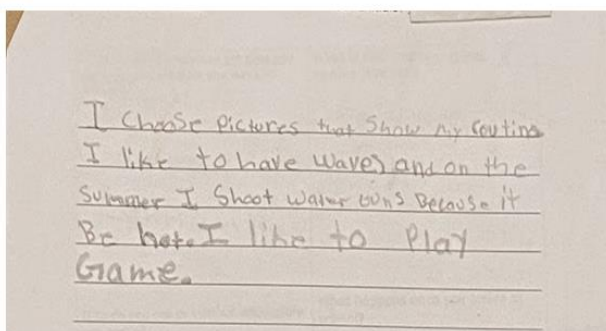 I Choose Pictures that Show my routine
I like to have waves and on the
Summer I Shoot water Guns Because it
Be hot. I like to Play
Game.